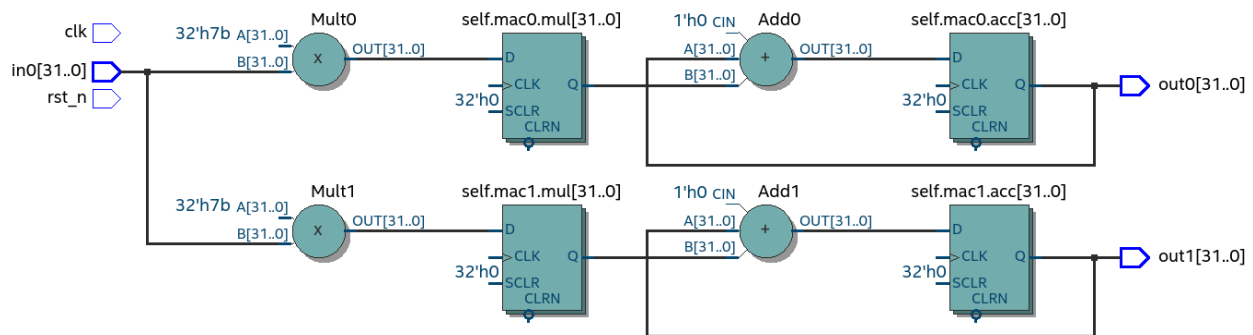 clk
in0[31..0]
rst_n
32'h7b A[31..0]
B[31..0]
Mult0
x
OUT[31..0]
self.mac0.mul[31..0]
D
CLK
Q
32'h0
SCLR
CLRN
Add0
1'h0 CIN
A[31..0]
B[31..0]
+
OUT[31..0]
self.mac0.acc[31..0]
D
CLK
Q
32'h0
SCLR
CLRN
out0[31..0]
32'h7b A[31..0]
B[31..0]
Mult1
x
OUT[31..0]
self.mac1.mul[31..0]
D
CLK
Q
32'h0
SCLR
CLRN
Add1
1'h0 CIN
A[31..0]
B[31..0]
+
OUT[31..0]
self.mac1.acc[31..0]
D
CLK
Q
32'h0
SCLR
CLRN
out1[31..0]